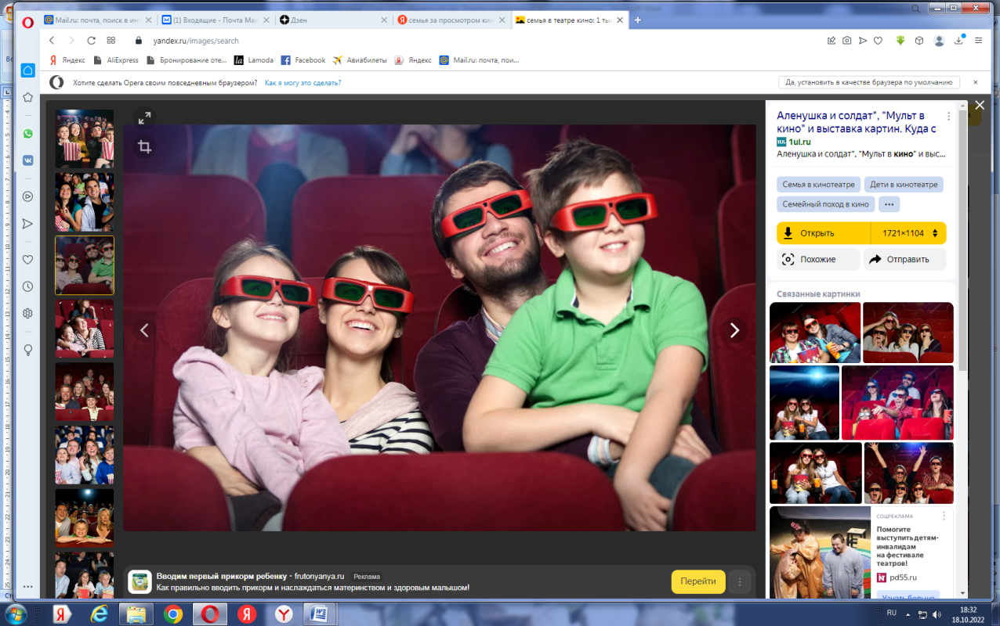 Mail.ru: почта, поиск в инт
(1) Входящие - Почта Mail
Дзен
семья за просмотром кин
семья в театре кино: 1 тыс
yandex.ru/images/search
Яндекс
AliExpress
Бронирование оте...
Lamoda
Facebook
Авиабилеты
Яндекс
Mail.ru: почта, пои...
Хотите сделать Opera своим повседневным браузером?
Как я могу это сделать?
Да, установить в качестве браузера по умолчанию
Аленушка и солдат", "Мульт в
кино" и выставка картин. Куда с
1ul.ru
Аленушка и солдат", "Мульт в кино" и выс...
Семья в кинотеатре
Дети в кинотеатре
Семейный поход в кино
Открыть
1721×1104
Похожие
Отправить
Связанные картинки
СОЦРЕКЛАМА
Помогите
выступить детям-
инвалидам
на фестивале
театров!
pd55.ru
Узнать больше
Вводим первый прикорм ребенку · frutonyanya.ru Реклама
Как правильно вводить прикорм и наслаждаться материнством и здоровым малышом!
Перейти
RU
18:32
18.10.2022